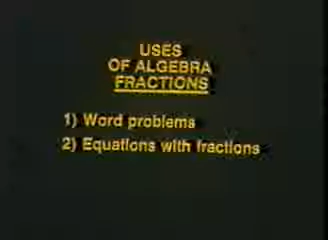 USES
OF ALGEBRA
FRACTIONS
1) Word problems
2) Equations with fractions